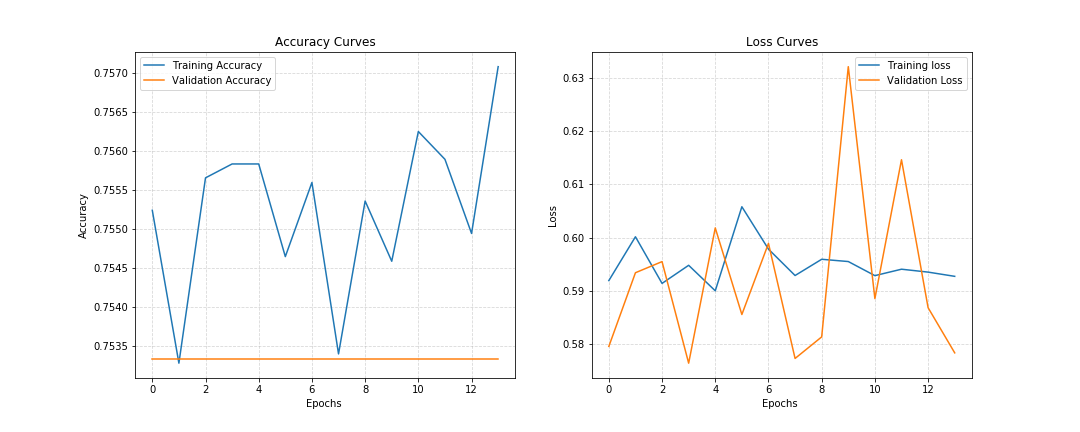 Accuracy Curves
Training Accuracy
Validation Accuracy
0.7570
0.7565
0.7560
0.7555
0.7550
0.7545
0.7540
0.7535
Accuracy
0 2 4 6 8 10 12
Epochs
Loss Curves
Training loss
Validation Loss
0.63
0.62
0.61
0.60
0.59
0.58
Loss
0 2 4 6 8 10 12
Epochs